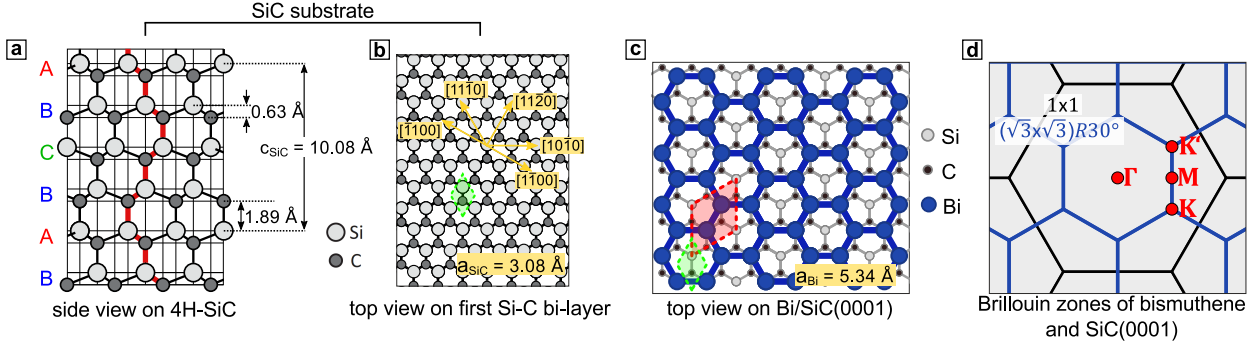 SiC substrate
a
A
B
C
B
A
B
0.63 Å
c_SiC = 10.08 Å
1.89 Å
Si
C
side view on 4H-SiC
b
[11̄10]
[112̄0]
[1̄100]
[101̄0]
[11̄00]
a_SiC = 3.08 Å
top view on first Si-C bi-layer
c
Si
C
Bi
a_Bi = 5.34 Å
top view on Bi/SiC(0001)
d
1x1
(√3x√3)R30°
K'
Γ
M
K
Brillouin zones of bismuthene
and SiC(0001)